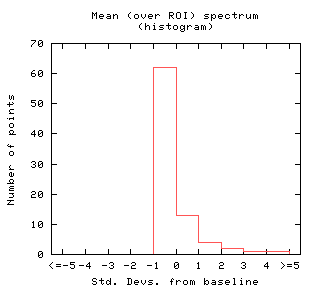 Mean (over ROI) spectrum
(histogram)
70
60
50
40
30
20
10
0
Number of points
<=-5 -4 -3 -2 -1 0 1 2 3 4 >=5
Std. Devs. from baseline